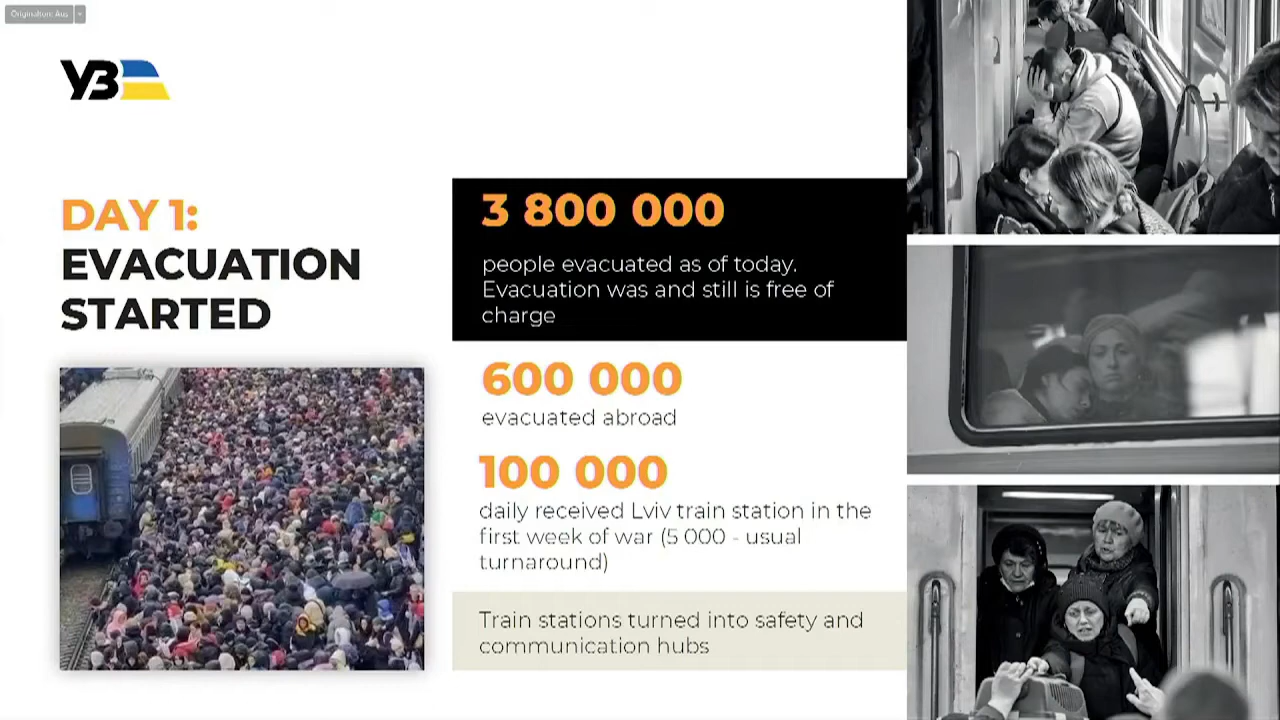 УЗ
DAY 1:
EVACUATION
STARTED
3 800 000
people evacuated as of today.
Evacuation was and still is free of
charge
600 000
evacuated abroad
100 000
daily received Lviv train station in the
first week of war (5 000 - usual
turnaround)
Train stations turned into safety and
communication hubs